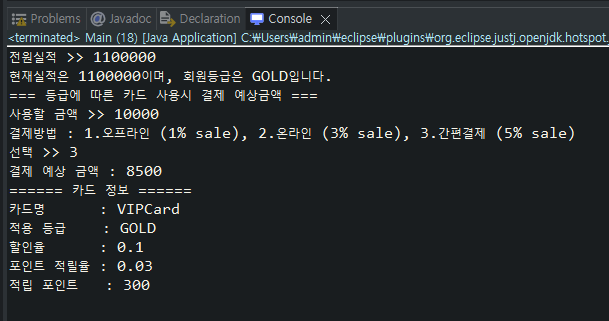 Problems @ Javadoc Declaration Console
<terminated> Main (18) [Java Application] C:₩Users₩admin₩eclipse₩plugins₩org.eclipse.justj.openjdk.hotspot.
전원실적 >> 1100000
현재실적은 1100000이며, 회원등급은 GOLD입니다.
=== 등급에 따른 카드 사용시 결제 예상금액 ===
사용할 금액 >> 10000
결제방법 : 1.오프라인 (1% sale), 2.온라인 (3% sale), 3.간편결제 (5% sale)
선택 >> 3
결제 예상 금액 : 8500
====== 카드 정보 ======
카드명 : VIPCard
적용 등급 : GOLD
할인율 : 0.1
포인트 적릴율 : 0.03
적립 포인트 : 300